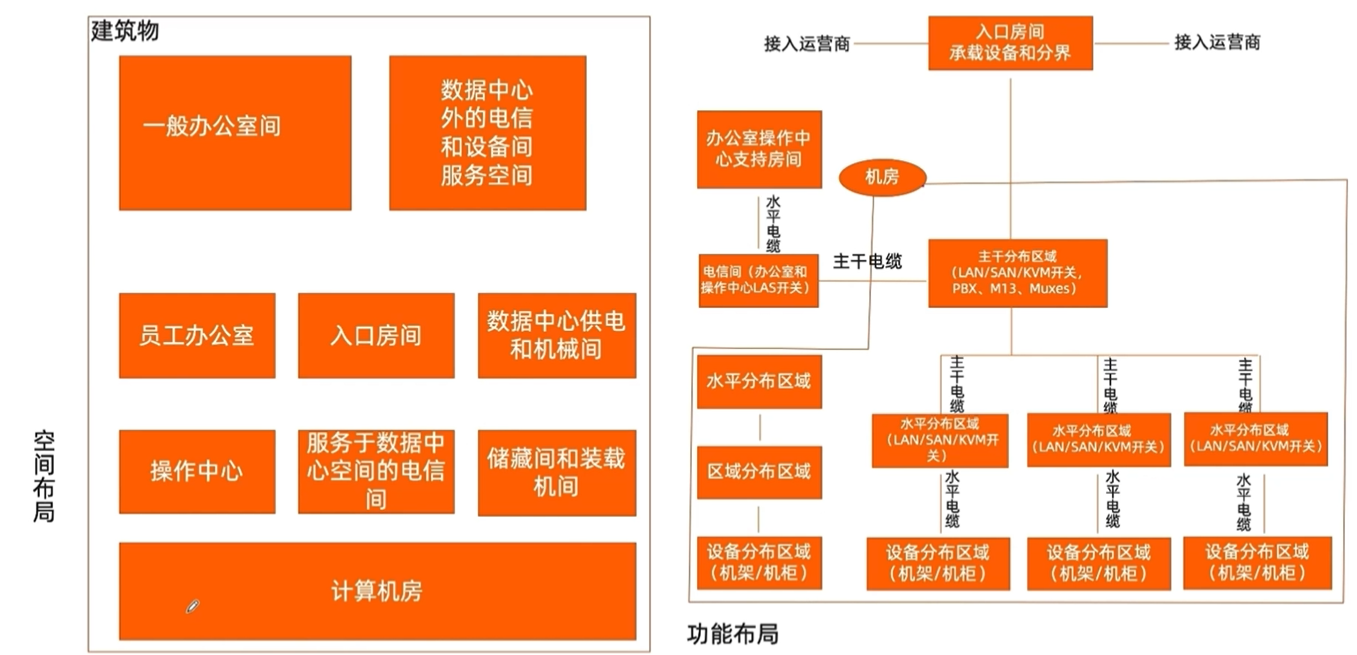 建筑物
一般办公室间
数据中心
外的电信
和设备间
服务空间
员工办公室
入口房间
数据中心供电
和机械间
操作中心
服务于数据中
心空间的电信
间
储藏间和装载
机间
计算机房
空间布局
接入运营商
入口房间
承载设备和分界
接入运营商
办公室操作中
心支持房间
机房
水平电缆
电信间（办公室和
操作中心LAS开关）
主干电缆
主干分布区域
（LAN/SAN/KVM开关，
PBX、M13、Muxes）
水平分布区域
区域分布区域
设备分布区域
（机架/机柜）
主干电缆
主干电缆
主干电缆
水平分布区域
（LAN/SAN/KVM开
关）
水平分布区域
（LAN/SAN/KVM开关）
水平分布区域
（LAN/SAN/KVM开关）
水平电缆
水平电缆
水平电缆
设备分布区域
（机架/机柜）
设备分布区域
（机架/机柜）
设备分布区域
（机架/机柜）
功能布局